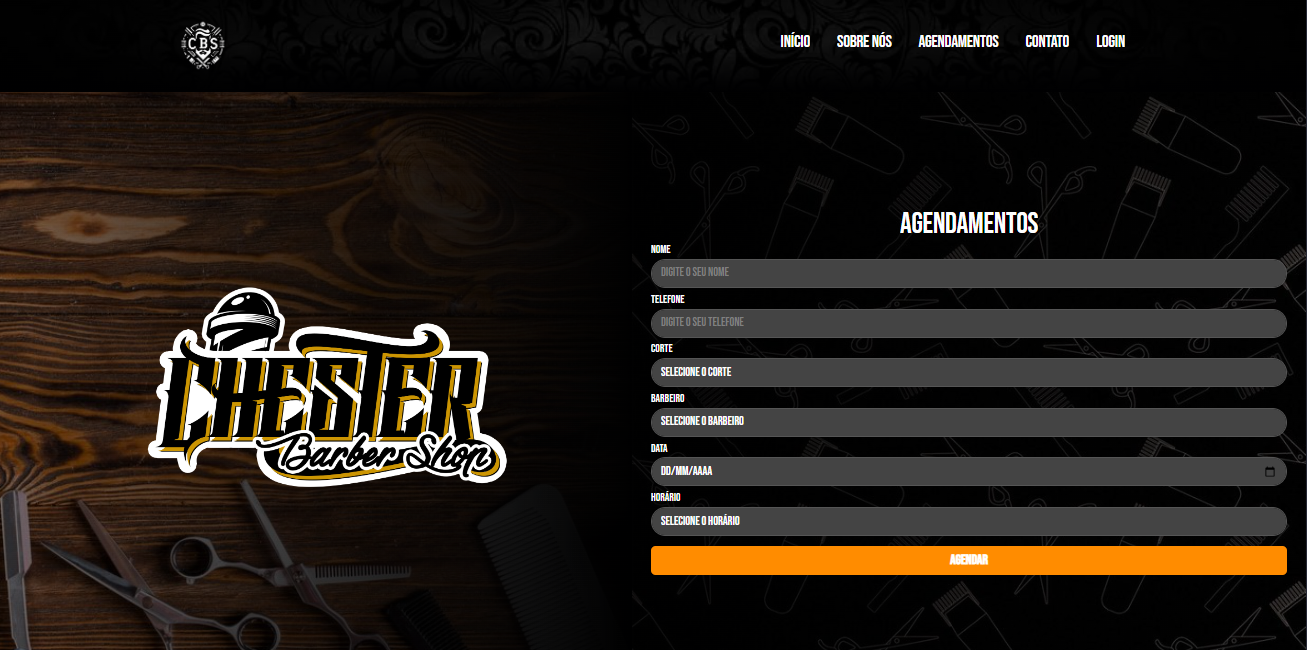 CBS
INÍCIO SOBRE NÓS AGENDAMENTOS CONTATO LOGIN
CHESTER
Barber Shop
AGENDAMENTOS
NOME
DIGITE O SEU NOME
TELEFONE
DIGITE O SEU TELEFONE
CORTE
SELECIONE O CORTE
BARBEIRO
SELECIONE O BARBEIRO
DATA
DD/MM/AAAA
HORÁRIO
SELECIONE O HORÁRIO
AGENDAR